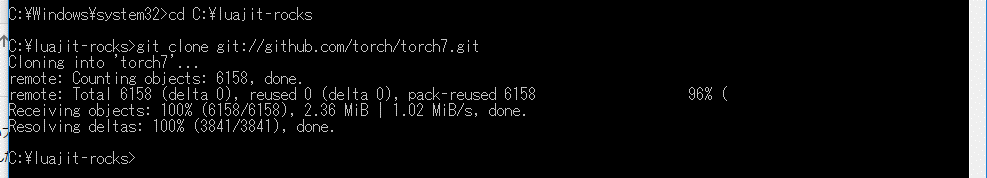 C:¥Windows¥system32>cd C:¥luajit-rocks
C:¥luajit-rocks>git clone git://github.com/torch/torch7.git
Cloning into 'torch7'...
remote: Counting objects: 6158, done.
remote: Total 6158 (delta 0), reused 0 (delta 0), pack-reused 6158 96% (
Receiving objects: 100% (6158/6158), 2.36 MiB | 1.02 MiB/s, done.
Resolving deltas: 100% (3841/3841), done.
C:¥luajit-rocks>